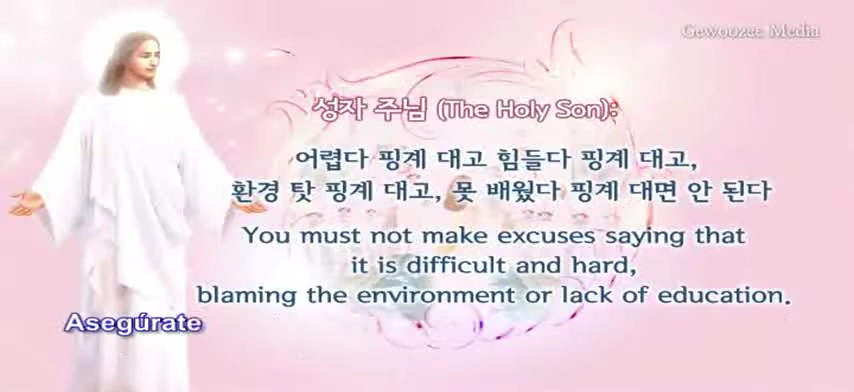 Gewoozee Media
성자 주님 (The Holy Son):
어렵다 핑계 대고 힘들다 핑계 대고,
환경 탓 핑계 대고, 못 배웠다 핑계 대면 안 된다
You must not make excuses saying that
it is difficult and hard,
blaming the environment or lack of education.
Asegúrate